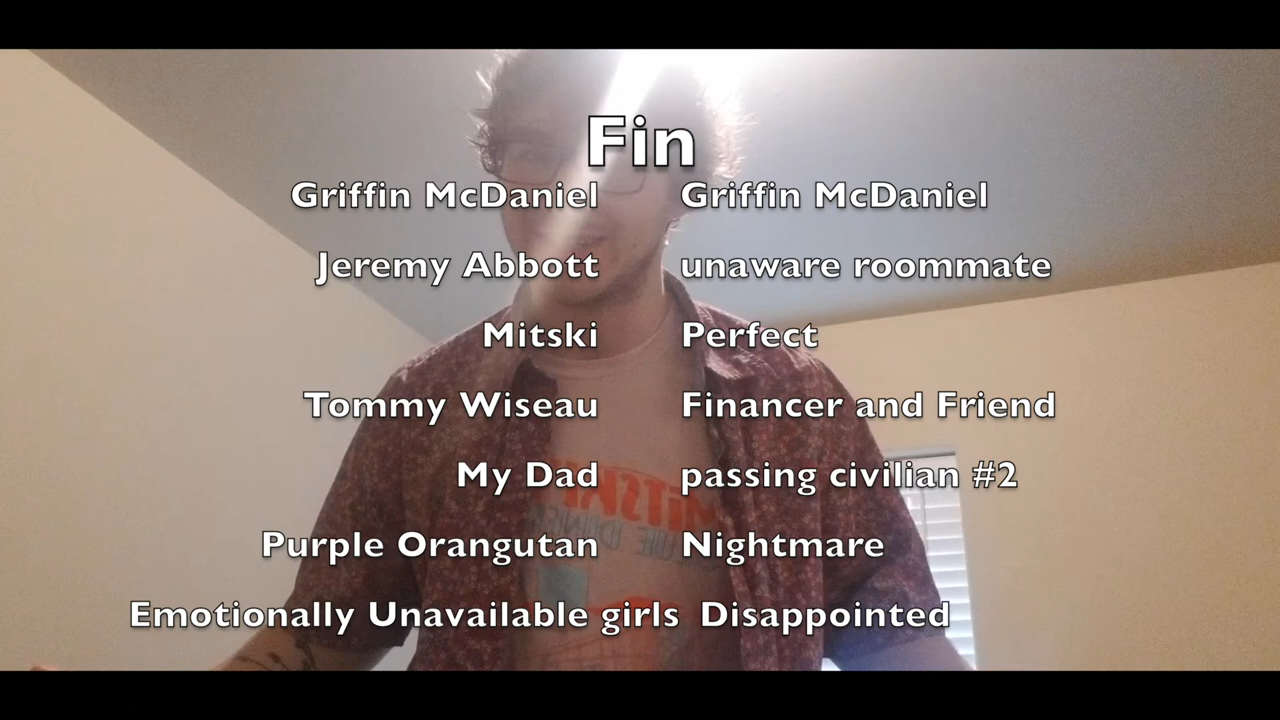 Fin
Griffin McDaniel Griffin McDaniel
Jeremy Abbott unaware roommate
Mitski Perfect
Tommy Wiseau Financer and Friend
My Dad passing civilian #2
MITSKI
Purple Orangutan Nightmare
Emotionally Unavailable girls Disappointed